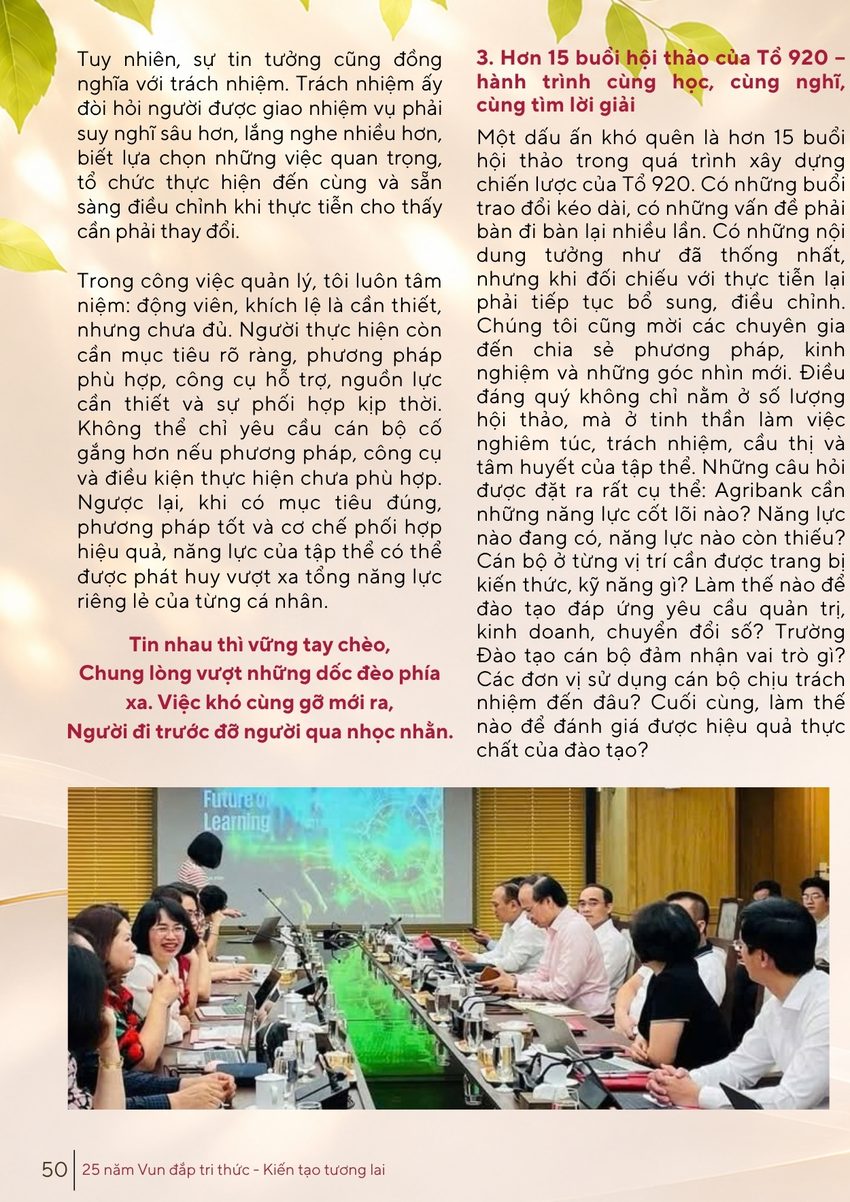 Tuy nhiên, sự tin tưởng cũng đồng
nghĩa với trách nhiệm. Trách nhiệm ấy
đòi hỏi người được giao nhiệm vụ phải
suy nghĩ sâu hơn, lắng nghe nhiều hơn,
biết lựa chọn những việc quan trọng,
tổ chức thực hiện đến cùng và sẵn
sàng điều chỉnh khi thực tiễn cho thấy
cần phải thay đổi.
Trong công việc quản lý, tôi luôn tâm
niệm: động viên, khích lệ là cần thiết,
nhưng chưa đủ. Người thực hiện còn
cần mục tiêu rõ ràng, phương pháp
phù hợp, công cụ hỗ trợ, nguồn lực
cần thiết và sự phối hợp kịp thời.
Không thể chỉ yêu cầu cán bộ cố
gắng hơn nếu phương pháp, công cụ
và điều kiện thực hiện chưa phù hợp.
Ngược lại, khi có mục tiêu đúng,
phương pháp tốt và cơ chế phối hợp
hiệu quả, năng lực của tập thể có thể
được phát huy vượt xa tổng năng lực
riêng lẻ của từng cá nhân.
Tin nhau thì vững tay chèo,
Chung lòng vượt những dốc đèo phía
xa. Việc khó cùng gỡ mới ra,
Người đi trước đỡ người qua nhọc nhằn.
3. Hơn 15 buổi hội thảo của Tổ 920 –
hành trình cùng học, cùng nghĩ,
cùng tìm lời giải
Một dấu ấn khó quên là hơn 15 buổi
hội thảo trong quá trình xây dựng
chiến lược của Tổ 920. Có những buổi
trao đổi kéo dài, có những vấn đề phải
bàn đi bàn lại nhiều lần. Có những nội
dung tưởng như đã thống nhất,
nhưng khi đối chiếu với thực tiễn lại
phải tiếp tục bổ sung, điều chỉnh.
Chúng tôi cũng mời các chuyên gia
đến chia sẻ phương pháp, kinh
nghiệm và những góc nhìn mới. Điều
đáng quý không chỉ nằm ở số lượng
hội thảo, mà ở tinh thần làm việc
nghiêm túc, trách nhiệm, cầu thị và
tâm huyết của tập thể. Những câu hỏi
được đặt ra rất cụ thể: Agribank cần
những năng lực cốt lõi nào? Năng lực
nào đang có, năng lực nào còn thiếu?
Cán bộ ở từng vị trí cần được trang bị
kiến thức, kỹ năng gì? Làm thế nào để
đào tạo đáp ứng yêu cầu quản trị,
kinh doanh, chuyển đổi số? Trường
Đào tạo cán bộ đảm nhận vai trò gì?
Các đơn vị sử dụng cán bộ chịu trách
nhiệm đến đâu? Cuối cùng, làm thế
nào để đánh giá được hiệu quả thực
chất của đào tạo?
Future of
Learning
50
25 năm Vun đắp tri thức - Kiến tạo tương lai